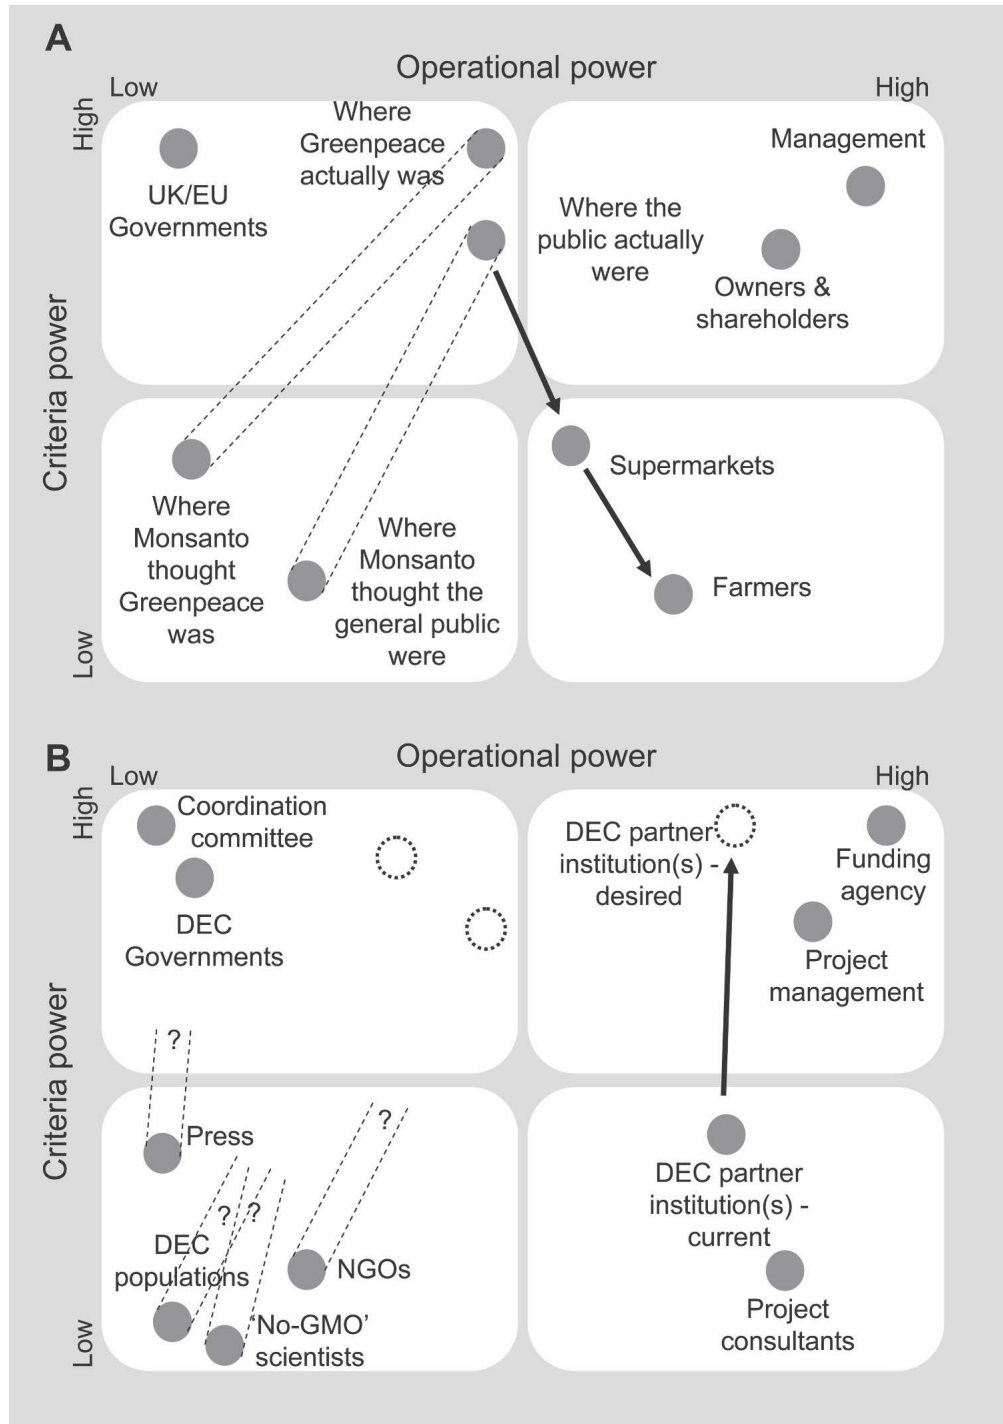 A
Operational power
Low
High
High
Where
Greenpeace
actually was
Management
UK/EU
Governments
Where the
public actually
were
Owners &
shareholders
Criteria power
Supermarkets
Where
Monsanto
thought
Greenpeace
was
Where
Monsanto
thought the
general public
were
Farmers
Low
B
Operational power
Low
High
High
Coordination
committee
DEC
Governments
DEC partner
institution(s) -
desired
Funding
agency
Project
management
Criteria power
?
Press
?
? ?
DEC
populations
NGOs
'No-GMO'
scientists
DEC partner
institution(s) -
current
Project
consultants
Low